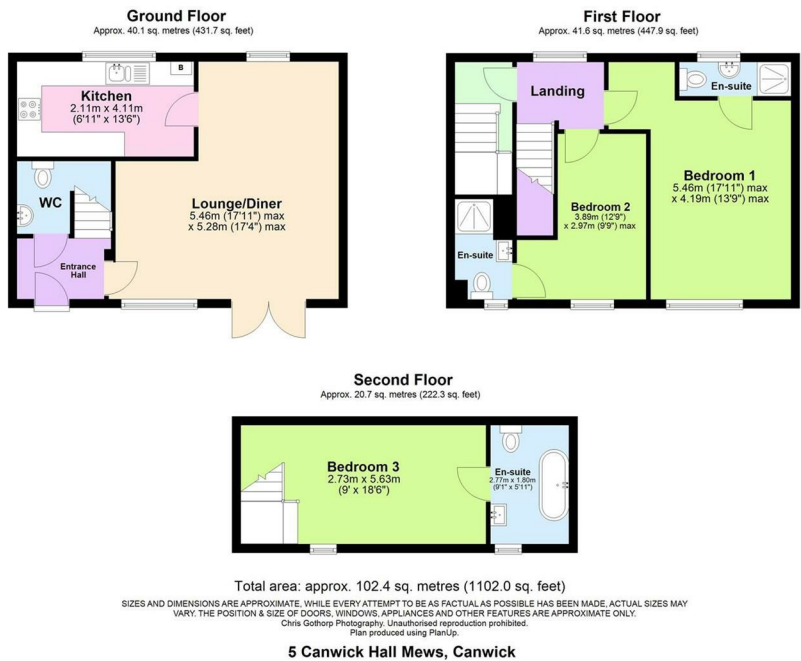 Ground Floor
Approx. 40.1 sq. metres (431.7 sq. feet)
B
Kitchen
2.11m x 4.11m
(6'11" x 13'6")
WC
Lounge/Diner
5.46m (17'11") max
x 5.28m (17'4") max
Entrance
Hall
First Floor
Approx. 41.6 sq. metres (447.9 sq. feet)
Landing
En-suite
Bedroom 1
5.46m (17'11") max
x 4.19m (13'9") max
Bedroom 2
3.89m (12'9")
x 2.97m (9'9") max
En-suite
Second Floor
Approx. 20.7 sq. metres (222.3 sq. feet)
Bedroom 3
2.73m x 5.63m
(9' x 18'6")
En-suite
2.77m x 1.80m
(9'1" x 5'11")
Total area: approx. 102.4 sq. metres (1102.0 sq. feet)
SIZES AND DIMENSIONS ARE APPROXIMATE, WHILE EVERY ATTEMPT TO BE AS FACTUAL AS POSSIBLE HAS BEEN MADE, ACTUAL SIZES MAY
VARY. THE POSITION & SIZE OF DOORS, WINDOWS, APPLIANCES AND OTHER FEATURES ARE APPROXIMATE ONLY.
Chris Gothorp Photography. Unauthorised reproduction prohibited.
Plan produced using PlanUp.
5 Canwick Hall Mews, Canwick